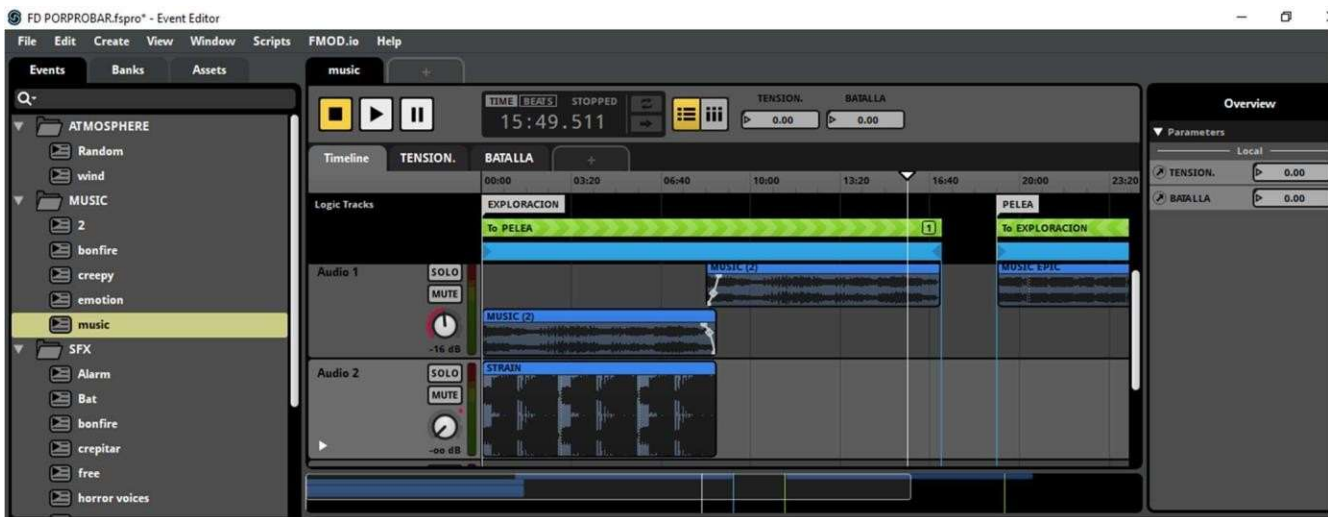 FD PORPROBAR.fspro* - Event Editor
File Edit Create View Window Scripts FMOD.io Help
Events Banks Assets
music +
ATMOSPHERE
Random
wind
MUSIC
2
bonfire
creepy
emotion
music
SFX
Alarm
Bat
bonfire
crepitar
free
horror voices
TIME BEATS STOPPED
15:49.511
TENSION. BATALLA
0.00 0.00
Timeline TENSION. BATALLA +
00:00 03:20 06:40 10:00 13:20 16:40 20:00 23:20
Logic Tracks
EXPLORACION PELEA
To PELEA 1 To EXPLORACION
Audio 1 SOLO MUSIC (2) MUSIC EPIC
MUTE
MUSIC (2)
-16 dB
Audio 2 SOLO STRAIN
MUTE
-oo dB
Overview
Parameters
Local
TENSION. 0.00
BATALLA 0.00